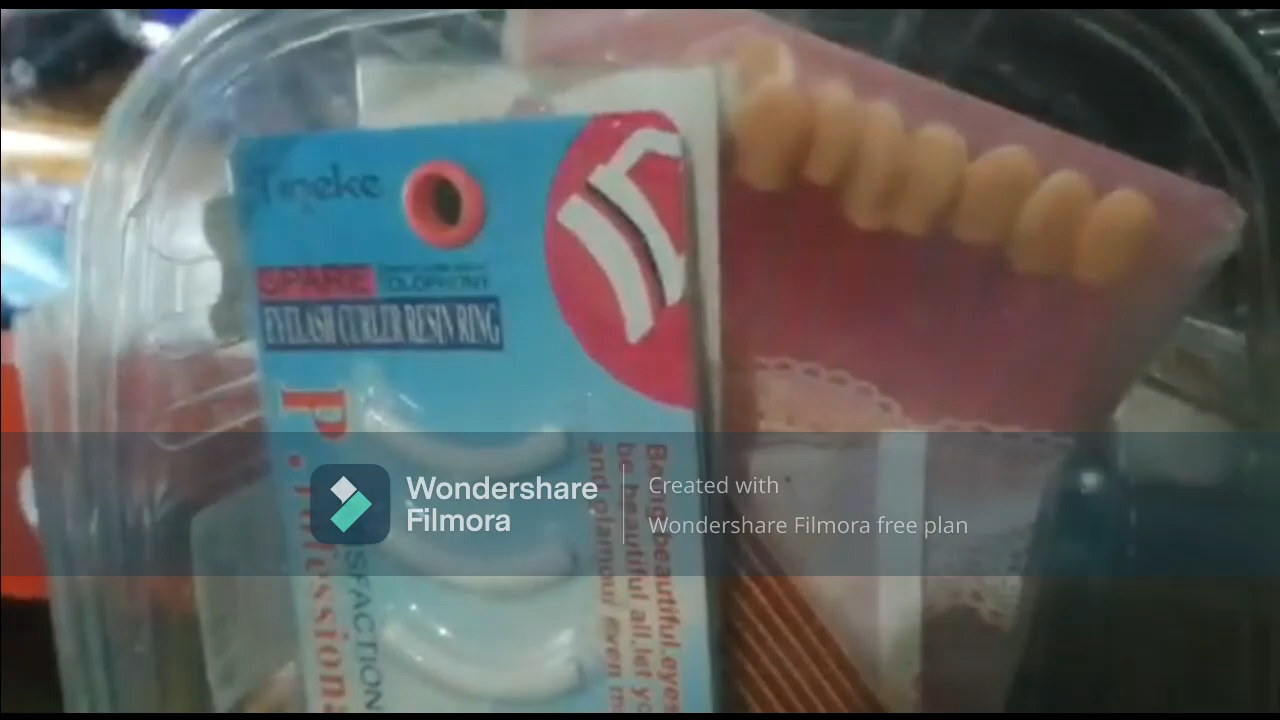 Tineke
SPARE
EYELASH CURLER RESIN RING
Professional
SFACTION
Being beautiful.eyes
be beautiful all.let yo
and glamour even m
Wondershare
Filmora
Created with
Wondershare Filmora free plan